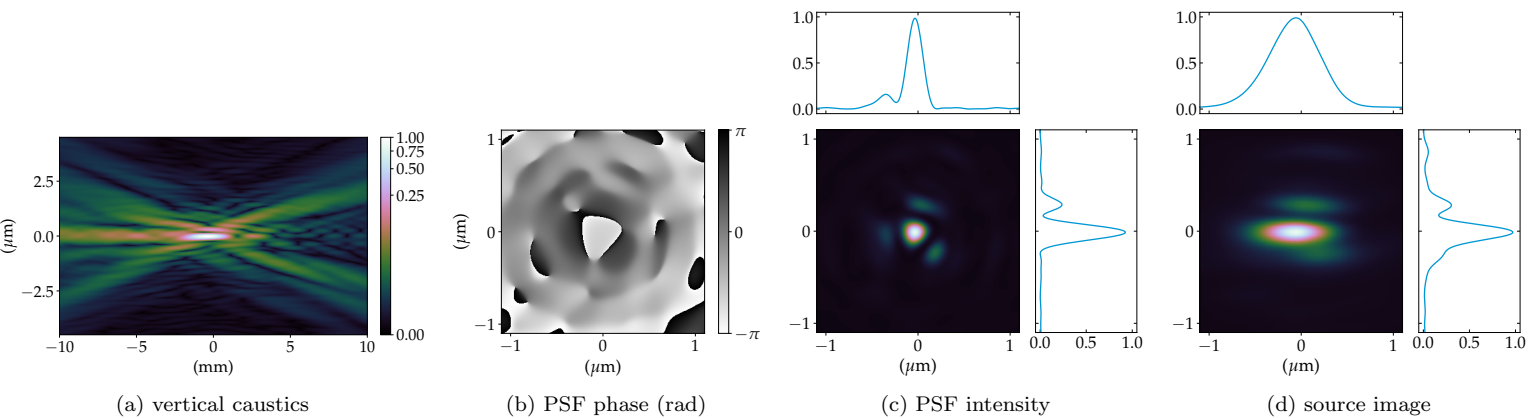 1.00
0.75
0.50
0.25
0.00
2.5
0.0
−2.5
(μm)
−10 −5 0 5 10
(mm)
(a) vertical caustics
1
0
−1
(μm)
−1 0 1
(μm)
π
0
−π
(b) PSF phase (rad)
1.0
0.5
0.0
1
0
−1
−1 0 1
(μm)
0.0 0.5 1.0
(c) PSF intensity
1.0
0.5
0.0
1
0
−1
−1 0 1
(μm)
0.0 0.5 1.0
(d) source image